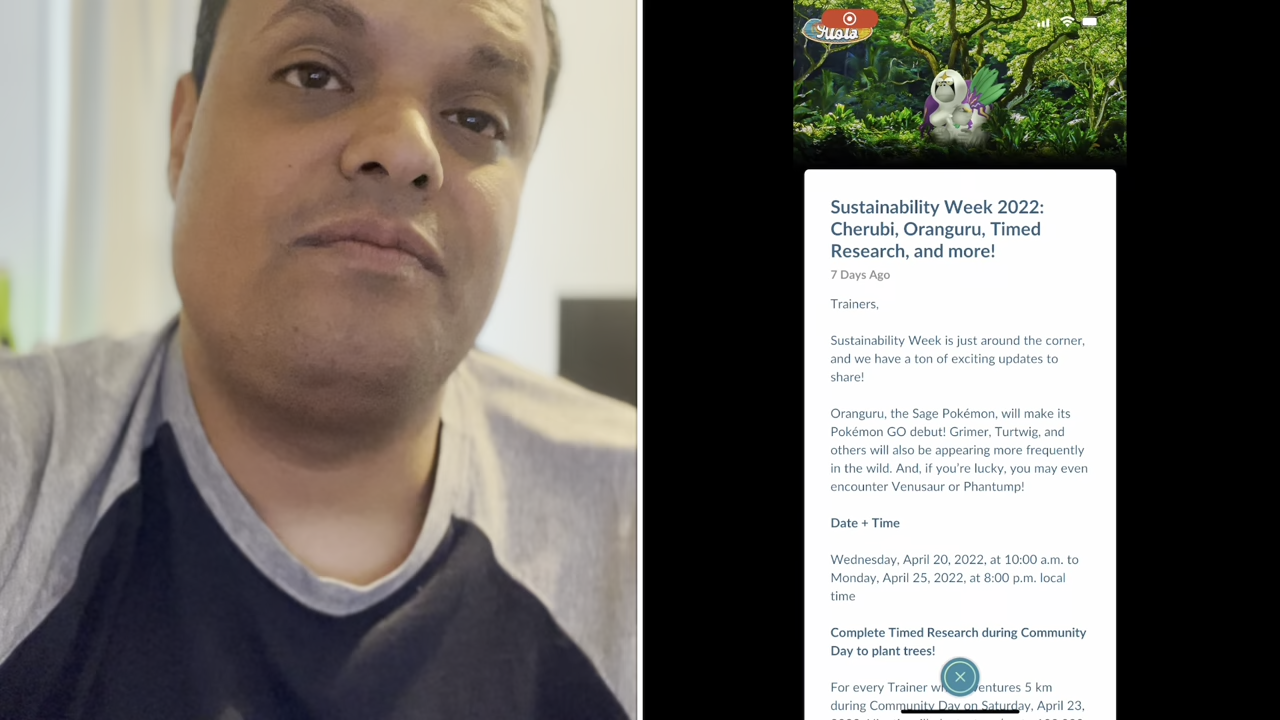 Alola
Sustainability Week 2022:
Cherubi, Oranguru, Timed
Research, and more!
7 Days Ago
Trainers,
Sustainability Week is just around the corner,
and we have a ton of exciting updates to
share!
Oranguru, the Sage Pokémon, will make its
Pokémon GO debut! Grimer, Turtwig, and
others will also be appearing more frequently
in the wild. And, if you're lucky, you may even
encounter Venusaur or Phantump!
Date + Time
Wednesday, April 20, 2022, at 10:00 a.m. to
Monday, April 25, 2022, at 8:00 p.m. local
time
Complete Timed Research during Community
Day to plant trees!
For every Trainer ventures 5 km
during Community Day on Saturday, April 23,